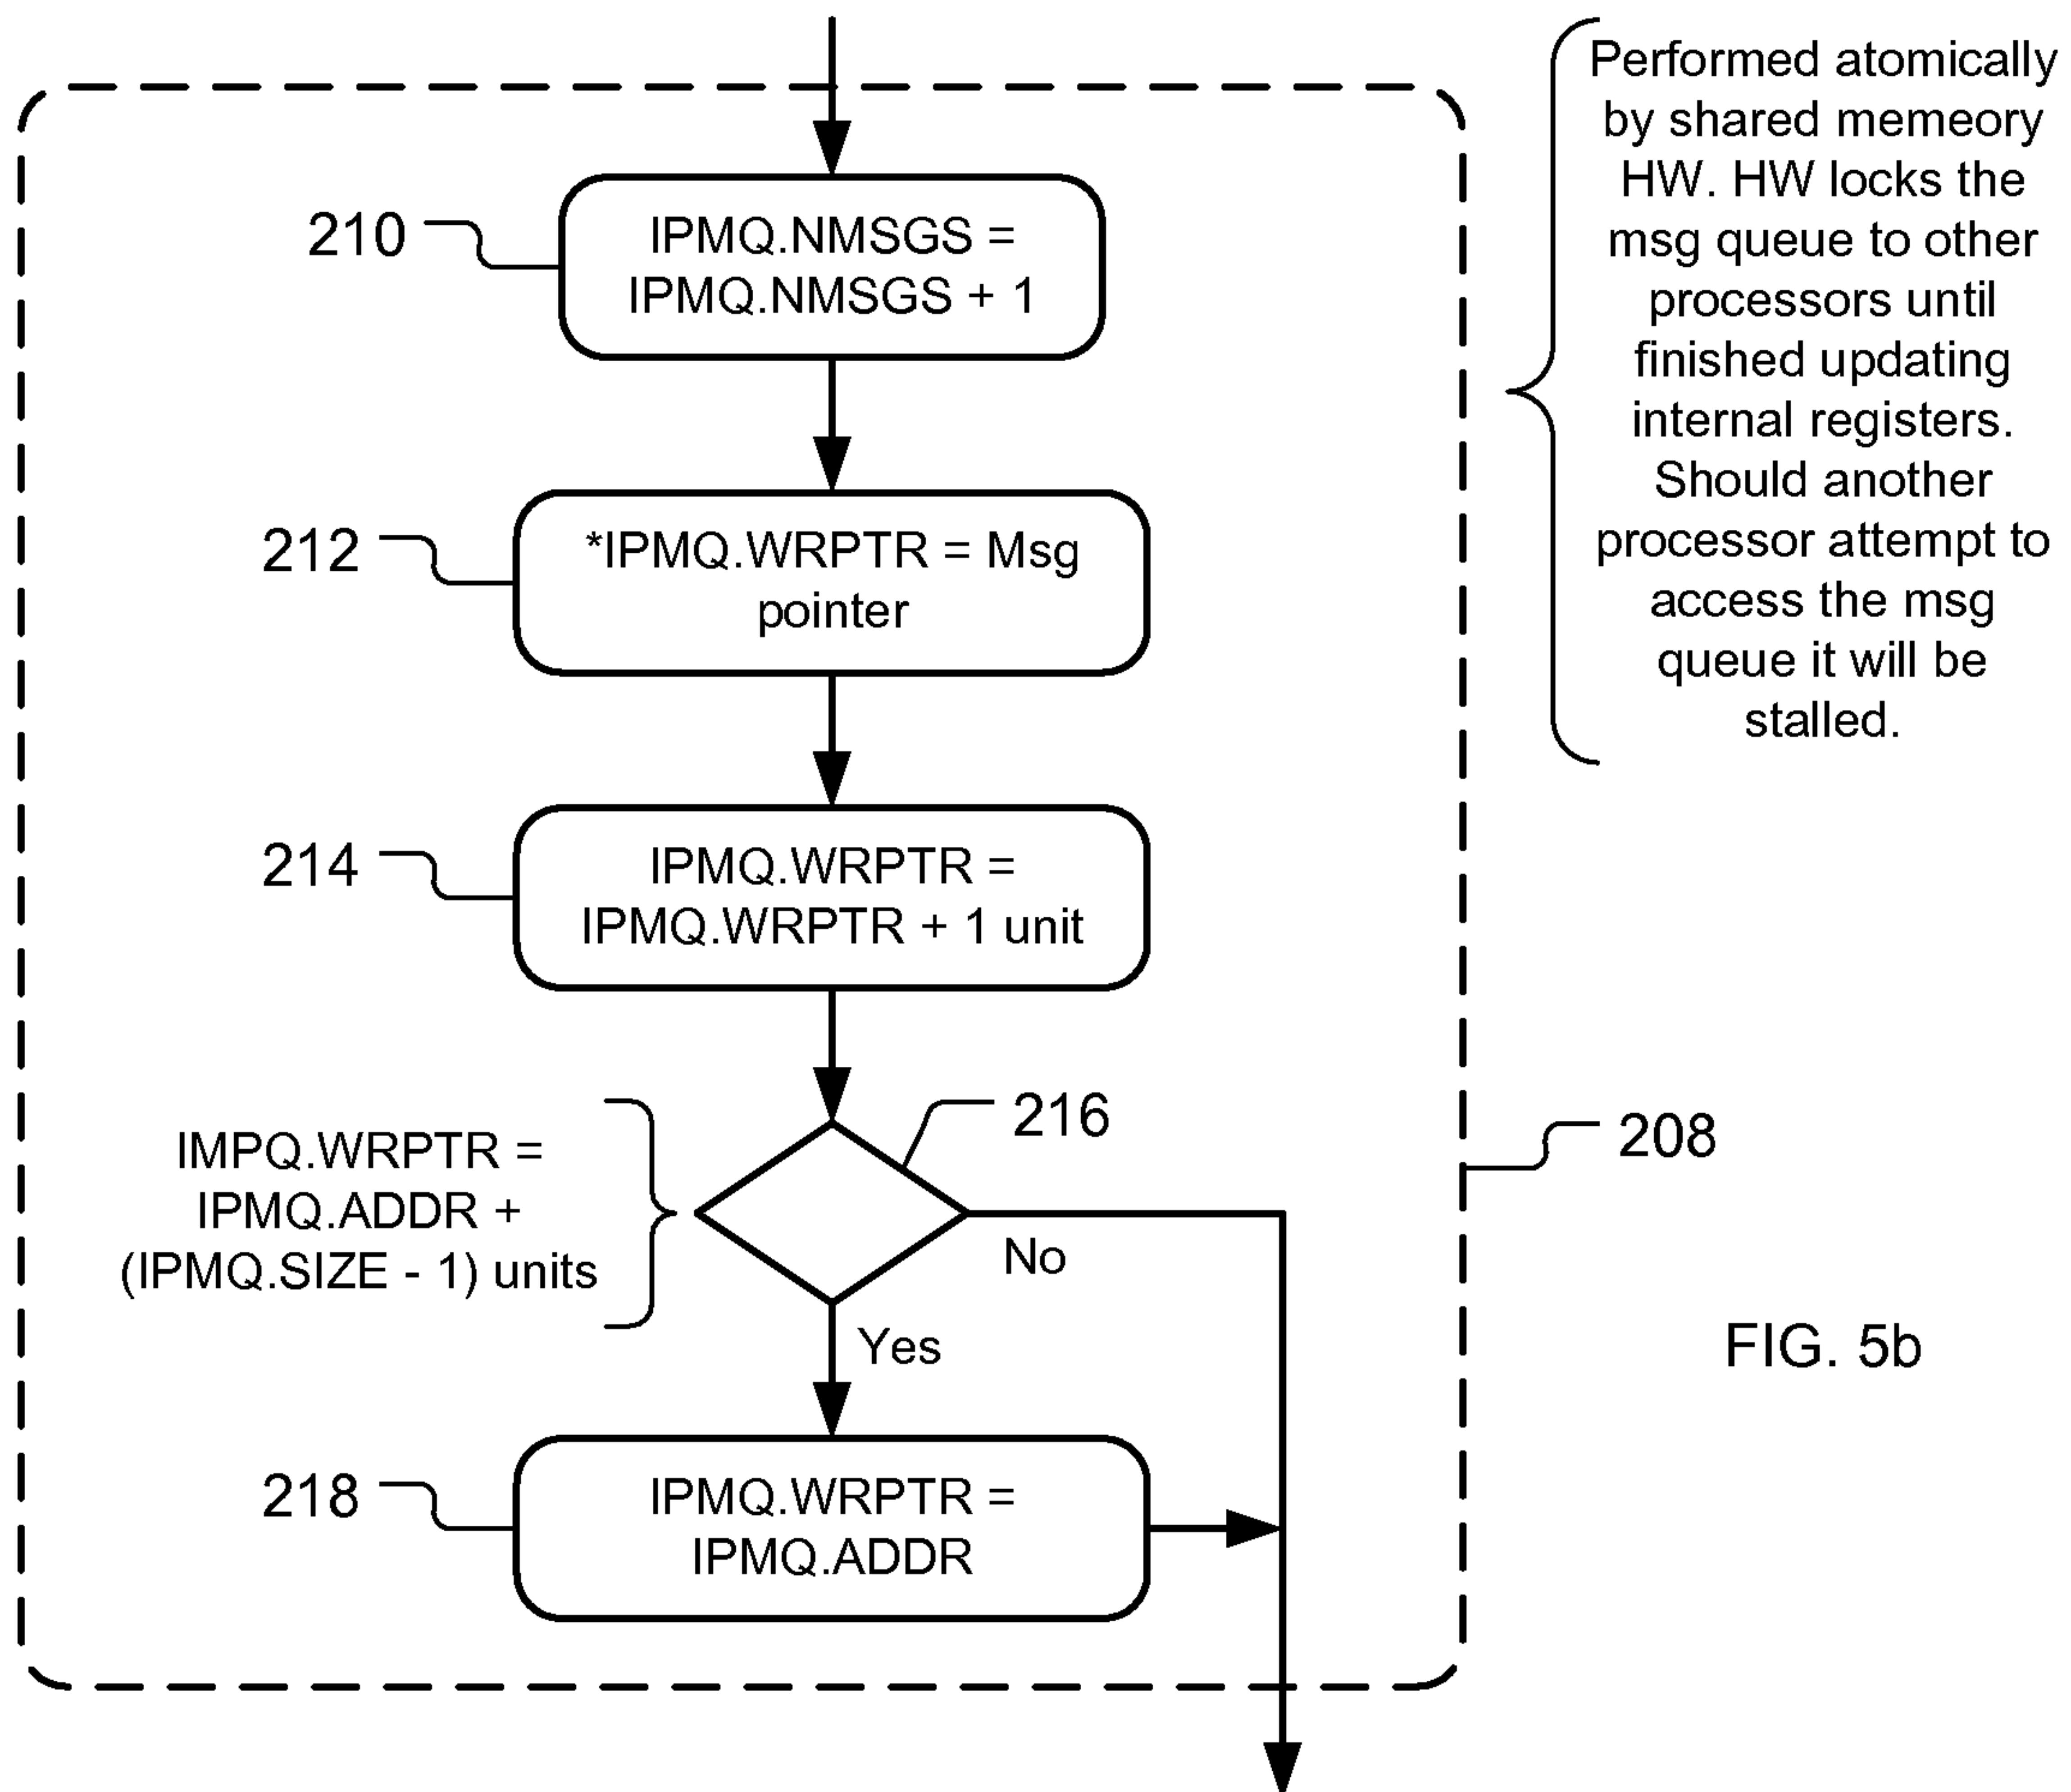 Performed atomically
by shared memeory
HW. HW locks the
msg queue to other
processors until
finished updating
internal registers.
Should another
processor attempt to
access the msg
queue it will be
stalled.
210
IPMQ.NMSGS =
IPMQ.NMSGS + 1
212
*IPMQ.WRPTR = Msg
pointer
214
IPMQ.WRPTR =
IPMQ.WRPTR + 1 unit
216
IMPQ.WRPTR =
IPMQ.ADDR +
(IPMQ.SIZE - 1) units
No
Yes
208
218
IPMQ.WRPTR =
IPMQ.ADDR
FIG. 5b